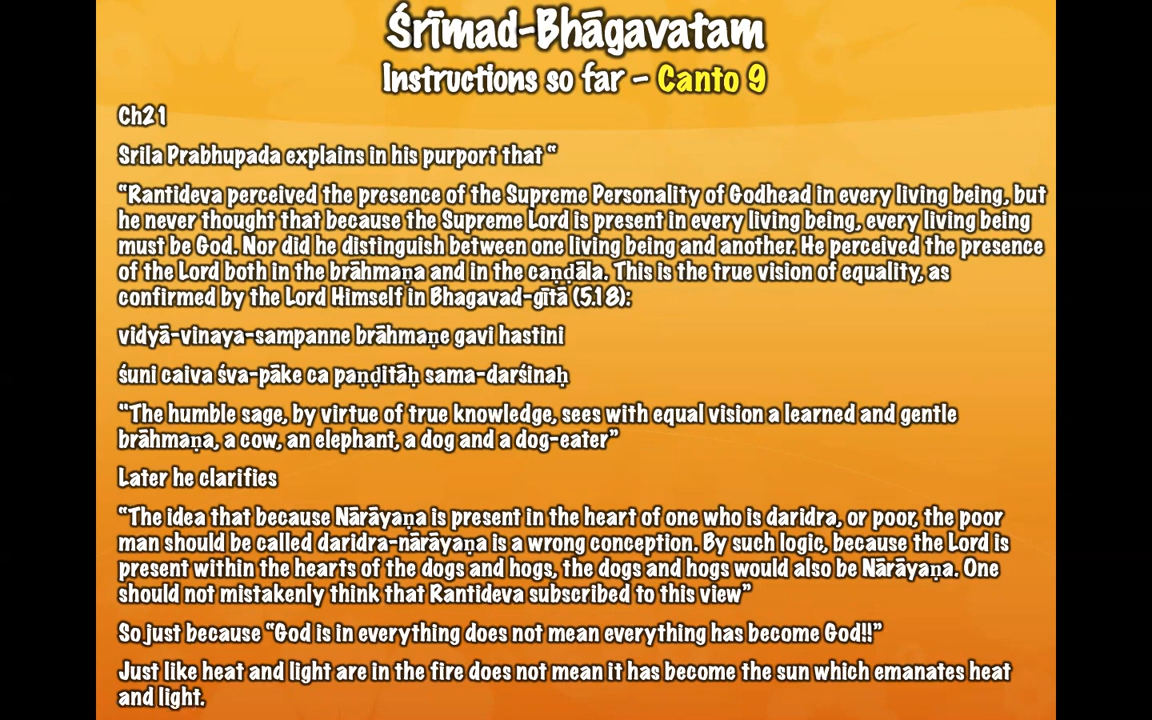 Śrīmad-Bhāgavatam
Instructions so far – Canto 9
Ch21
Srila Prabhupada explains in his purport that “
“Rantideva perceived the presence of the Supreme Personality of Godhead in every living being, but
he never thought that because the Supreme Lord is present in every living being, every living being
must be God. Nor did he distinguish between one living being and another. He perceived the presence
of the Lord both in the brāhmaṇa and in the caṇḍāla. This is the true vision of equality, as
confirmed by the Lord Himself in Bhagavad-gītā (5.18):
vidyā-vinaya-sampanne brāhmaṇe gavi hastini
śuni caiva śva-pāke ca paṇḍitāḥ sama-darśinaḥ
“The humble sage, by virtue of true knowledge, sees with equal vision a learned and gentle
brāhmaṇa, a cow, an elephant, a dog and a dog-eater”
Later he clarifies
“The idea that because Nārāyaṇa is present in the heart of one who is daridra, or poor, the poor
man should be called daridra-nārāyaṇa is a wrong conception. By such logic, because the Lord is
present within the hearts of the dogs and hogs, the dogs and hogs would also be Nārāyaṇa. One
should not mistakenly think that Rantideva subscribed to this view”
So just because “God is in everything does not mean everything has become God!!”
Just like heat and light are in the fire does not mean it has become the sun which emanates heat
and light.